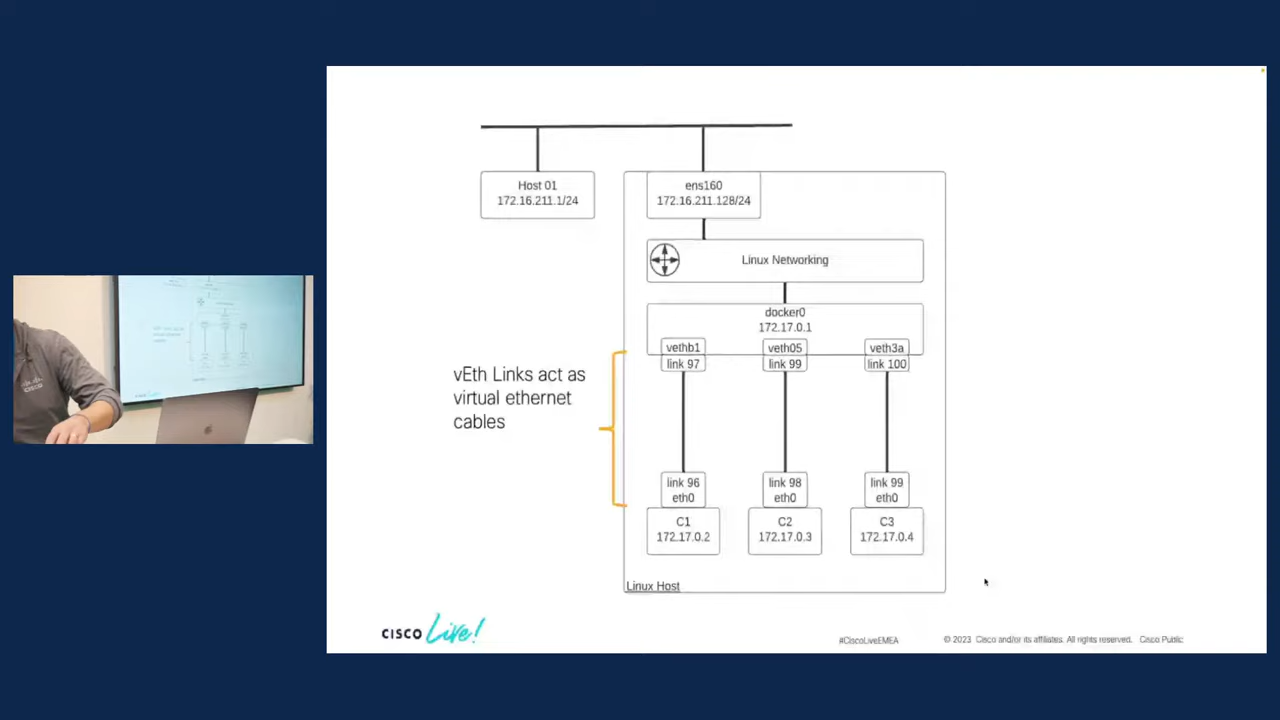 Host 01
172.16.211.1/24
ens160
172.16.211.128/24
Linux Networking
docker0
172.17.0.1
vethb1
veth05
veth3a
link 97
link 99
link 100
vEth Links act as
virtual ethernet
cables
link 96
eth0
link 98
eth0
link 99
eth0
C1
172.17.0.2
C2
172.17.0.3
C3
172.17.0.4
Linux Host
CISCO Live!
#CiscoLiveEMEA
© 2023 Cisco and/or its affiliates. All rights reserved. Cisco Public
CISCO